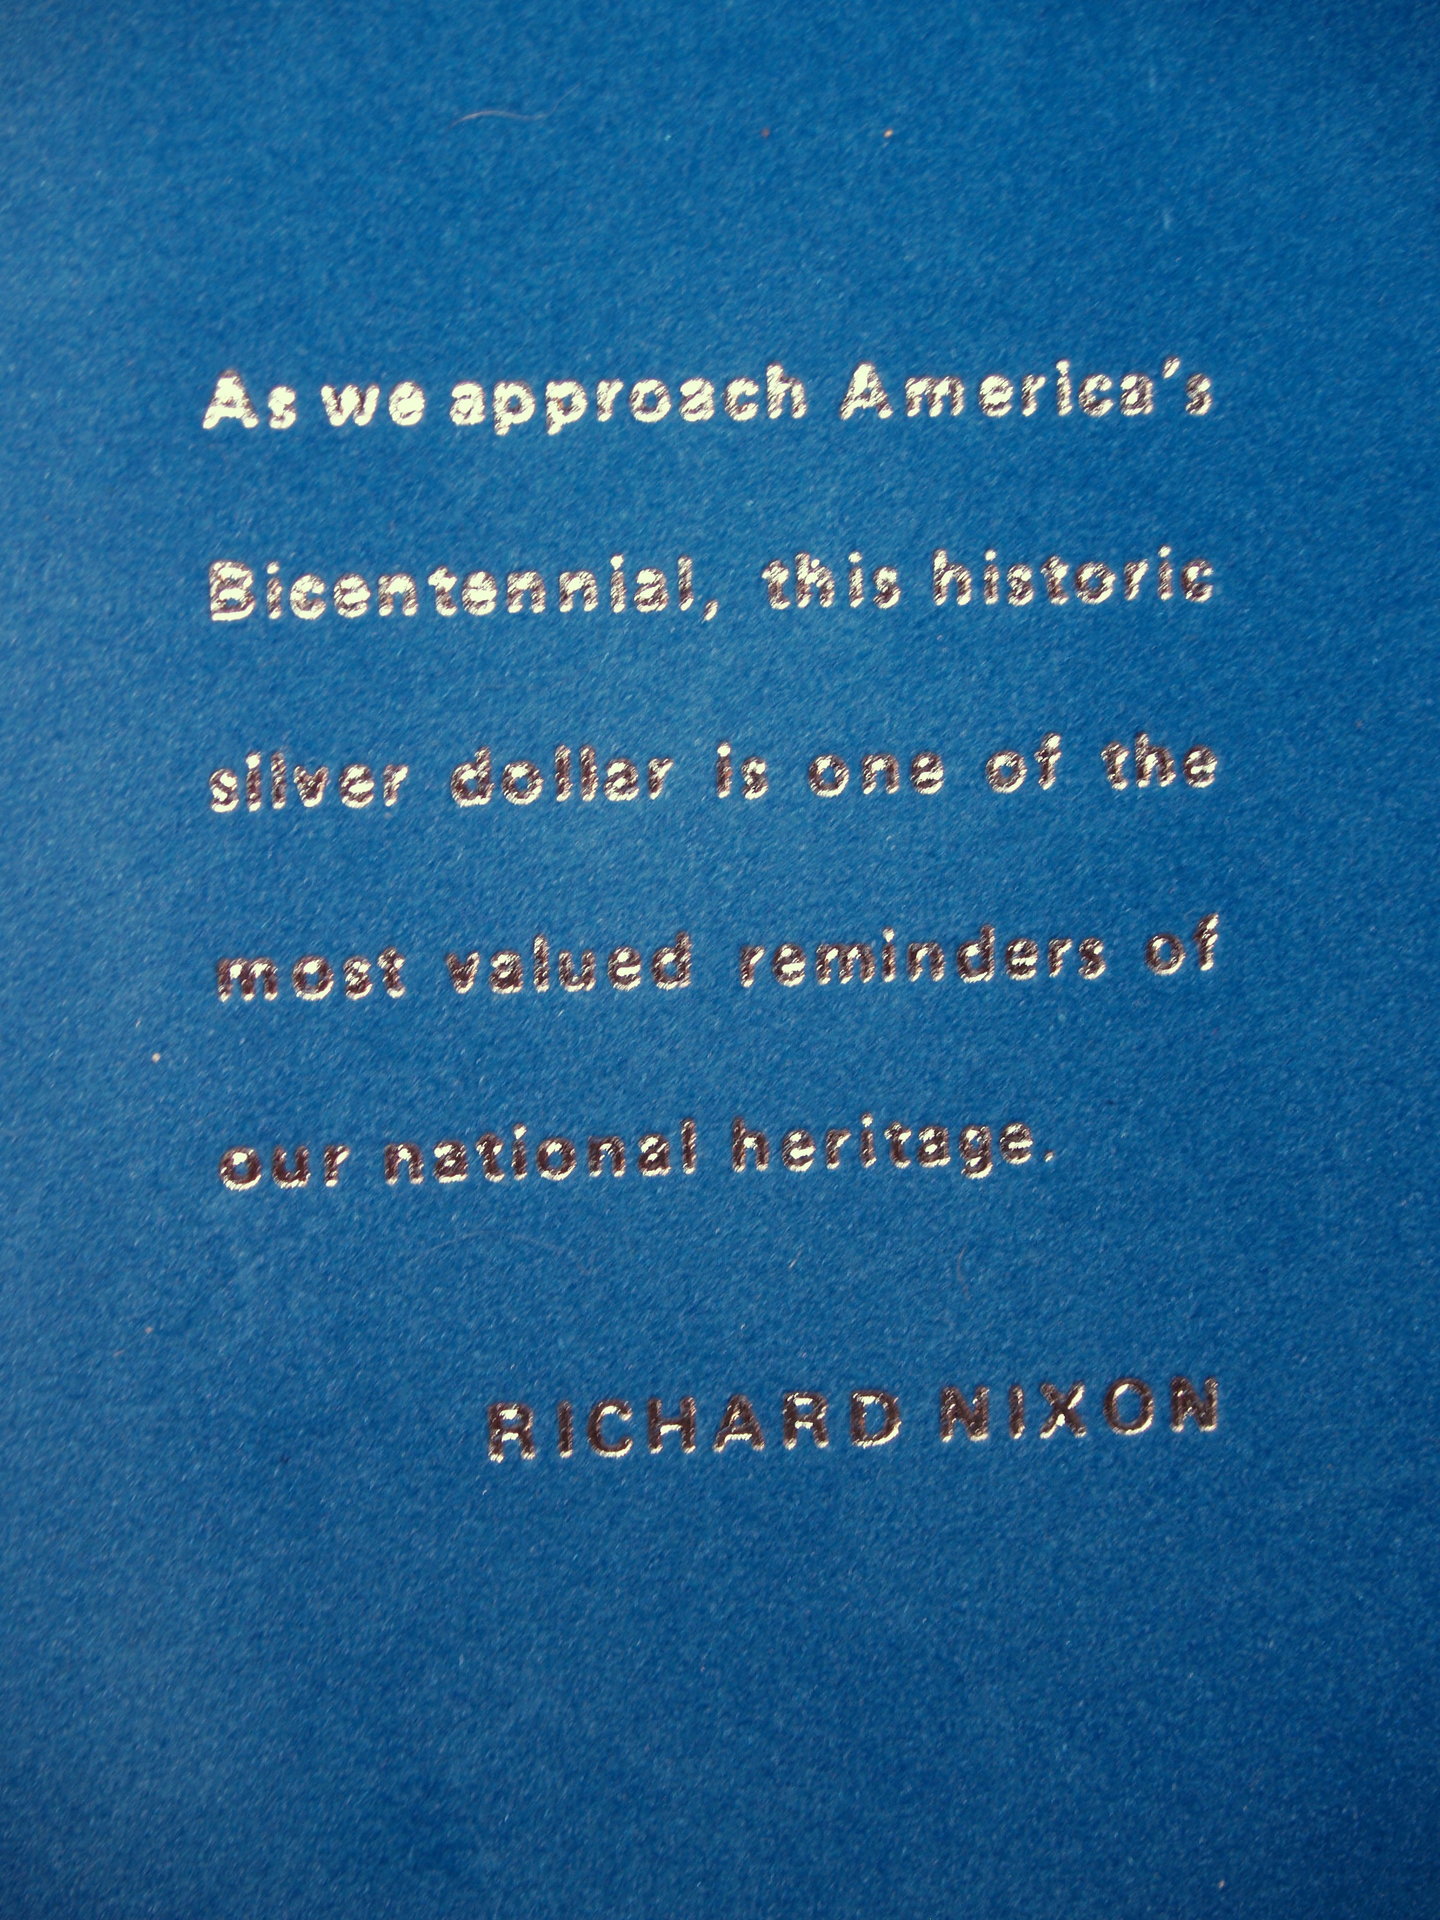 As we approach America's
Bicentennial, this historic
silver dollar is one of the
most valued reminders of
our national heritage.
RICHARD NIXON